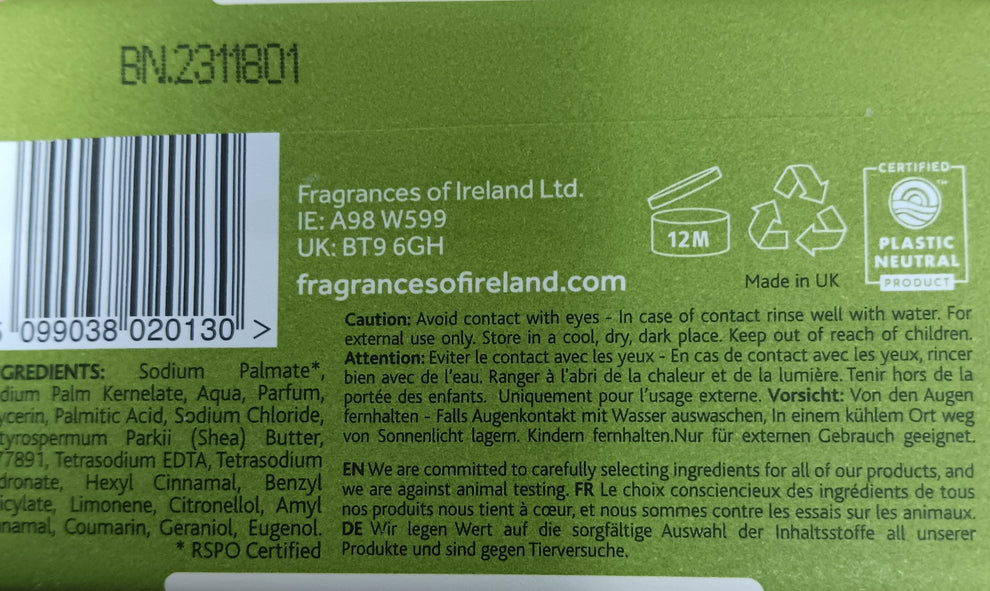 BN.2311801
Fragrances of Ireland Ltd.
IE: A98 W599
UK: BT9 6GH
fragrancesofireland.com
12M
Made in UK
CERTIFIED
PLASTIC
NEUTRAL
PRODUCT
099038 020130 >
GREDIENTS: Sodium Palmate*,
dium Palm Kernelate, Aqua, Parfum,
ycerin, Palmitic Acid, Sodium Chloride,
tyrospermum Parkii (Shea) Butter,
77891, Tetrasodium EDTA, Tetrasodium
dronate, Hexyl Cinnamal, Benzyl
icylate, Limonene, Citronellol, Amyl
nnamal, Coumarin, Geraniol, Eugenol.
* RSPO Certified
Caution: Avoid contact with eyes - In case of contact rinse well with water. For
external use only. Store in a cool, dry, dark place. Keep out of reach of children.
Attention: Eviter le contact avec les yeux - En cas de contact avec les yeux, rincer
bien avec de l'eau. Ranger à l'abri de la chaleur et de la lumière. Tenir hors de la
portée des enfants. Uniquement pour l'usage externe. Vorsicht: Von den Augen
fernhalten - Falls Augenkontakt mit Wasser auswaschen, In einem kühlem Ort weg
von Sonnenlicht lagern. Kindern fernhalten.Nur für externen Gebrauch geeignet.
EN We are committed to carefully selecting ingredients for all of our products, and
we are against animal testing. FR Le choix consciencieux des ingrédients de tous
nos produits nous tient à cœur, et nous sommes contre les essais sur les animaux.
DE Wir legen Wert auf die sorgfältige Auswahl der Inhaltsstoffe all unserer
Produkte und sind gegen Tierversuche.